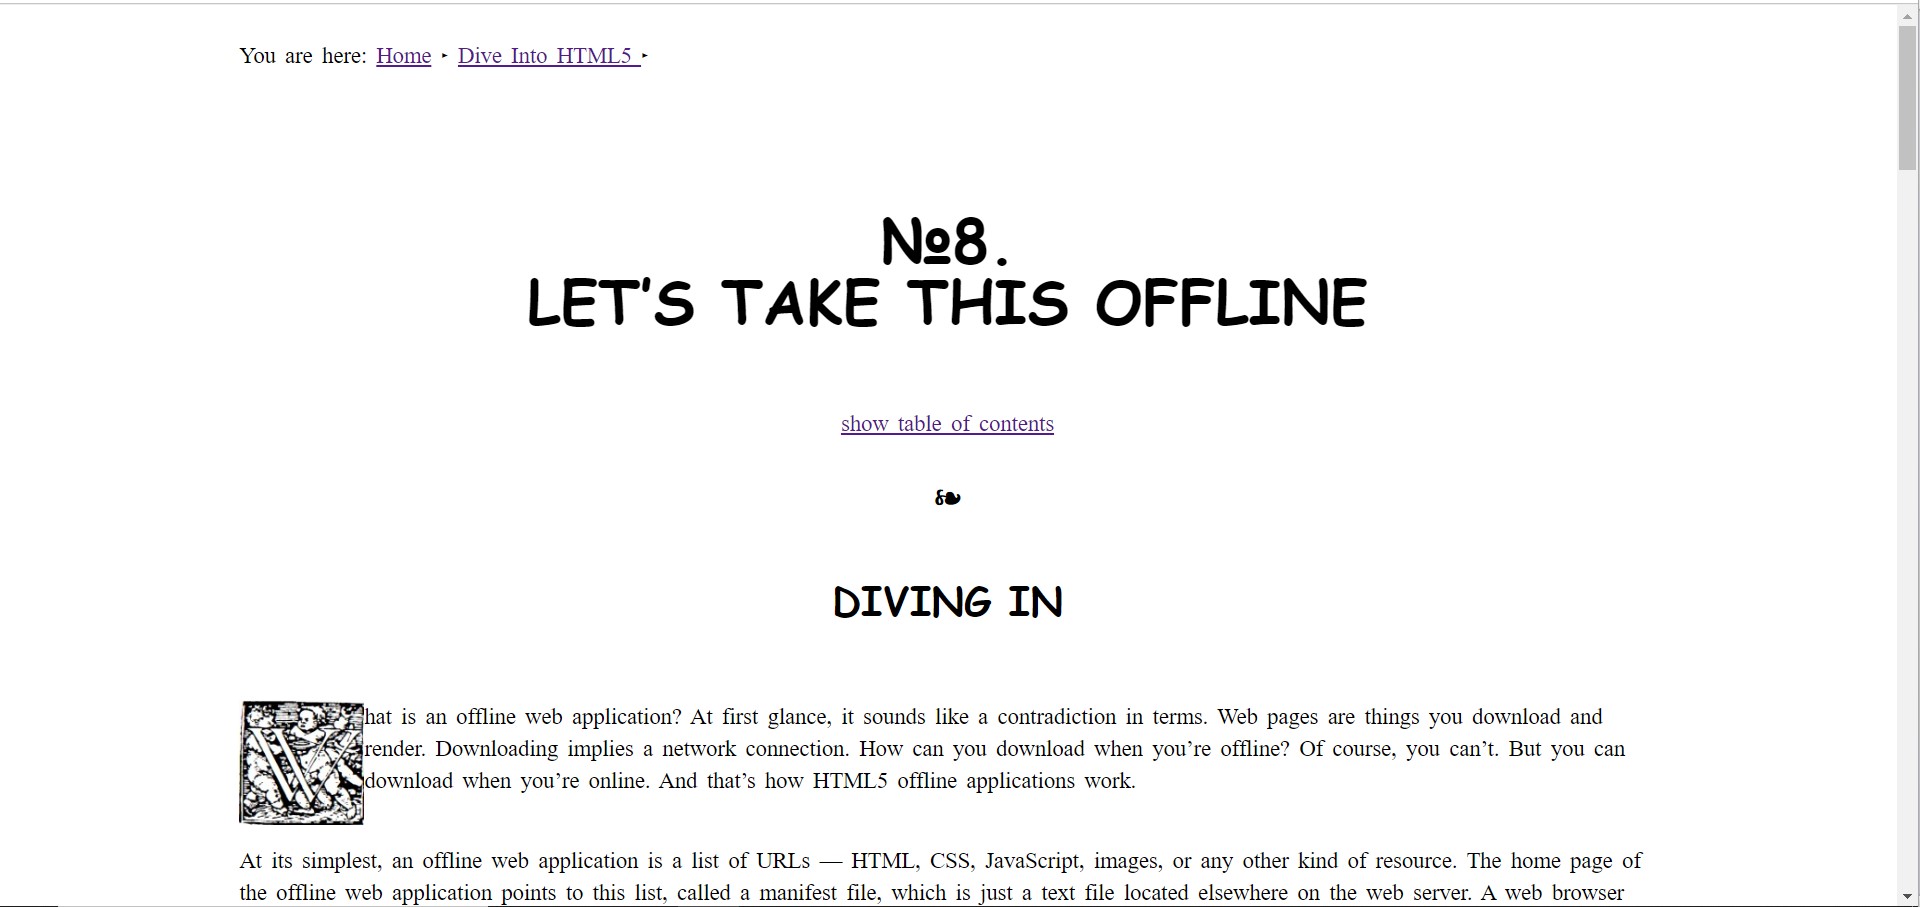 You are here: Home ‣ Dive Into HTML5 ‣
№8.
LET’S TAKE THIS OFFLINE
show table of contents
❧
DIVING IN
What is an offline web application? At first glance, it sounds like a contradiction in terms. Web pages are things you download and
render. Downloading implies a network connection. How can you download when you’re offline? Of course, you can’t. But you can
download when you’re online. And that’s how HTML5 offline applications work.
At its simplest, an offline web application is a list of URLs — HTML, CSS, JavaScript, images, or any other kind of resource. The home page of
the offline web application points to this list, called a manifest file, which is just a text file located elsewhere on the web server. A web browser